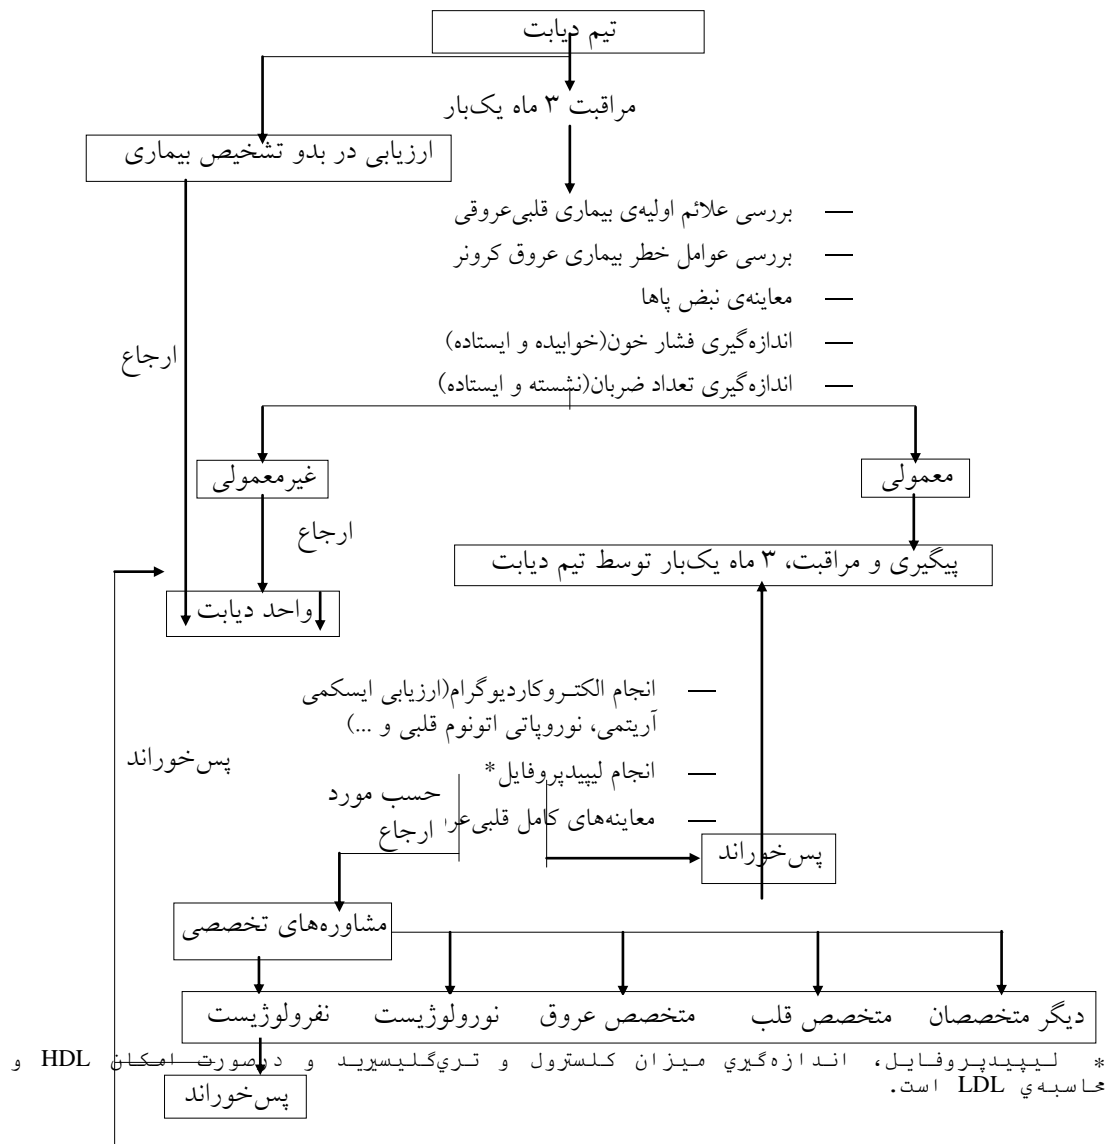 تیم دیابت
مراقبت ۳ ماه یک‌بار
ارزیابی در بدو تشخیص بیماری
— بررسی علائم اولیه‌ی بیماری قلبی‌عروقی
— بررسی عوامل خطر بیماری عروق کرونر
— معاینه‌ی نبض پاها
— اندازه‌گیری فشار خون(خوابیده و ایستاده)
— اندازه‌گیری تعداد ضربان(نشسته و ایستاده)
ارجاع
معمولی
غیرمعمولی
ارجاع
پیگیری و مراقبت، ۳ ماه یک‌بار توسط تیم دیابت
واحد دیابت
— انجام الکتروکاردیوگرام(ارزیابی ایسکمی
آریتمی، نوروپاتی اتونوم قلبی و ...)
— انجام لیپیدپروفایل*
— معاینه‌های کامل
پس‌خوراند
حسب مورد
ارجاع
پس‌خوراند
مشاوره‌های تخصصی
دیگر متخصصان
متخصص قلب
متخصص عروق
نورولوژیست
نفرولوژیست
* لیپیدپروفایل، اندازه‌گیري میزان کلسترول و تري‌گلیسیرید و درصورت امکان HDL و
محاسبه‌ي LDL است.
پس‌خوراند